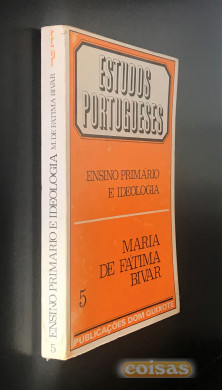 ESTUDOS
PORTUGUESES
ENSINO PRIMÁRIO
E IDEOLOGIA
MARIA
DE FÁTIMA
BIVAR
5
PUBLICAÇÕES DOM QUIXOTE
5 ENSINO PRIMÁRIO E IDEOLOGIA M. DE FÁTIMA BIVAR
coisas